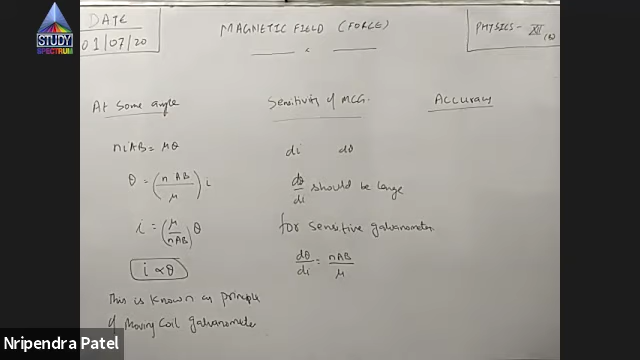 STUDY
SPECTRUM
DATE
01/07/20
MAGNETIC FIELD (FORCE)
PHYSICS - XII (B)
At some angle
niAB = μθ
θ = (nAB/μ) i
i = (μ/nAB) θ
i ∝ θ
This is known as principle
of Moving coil galvanometer
Sensitivity of MCG.
di dθ
dθ/di should be large
for sensitive galvanometer.
dθ/di = nAB/μ
ACCURACY
Nripendra Patel